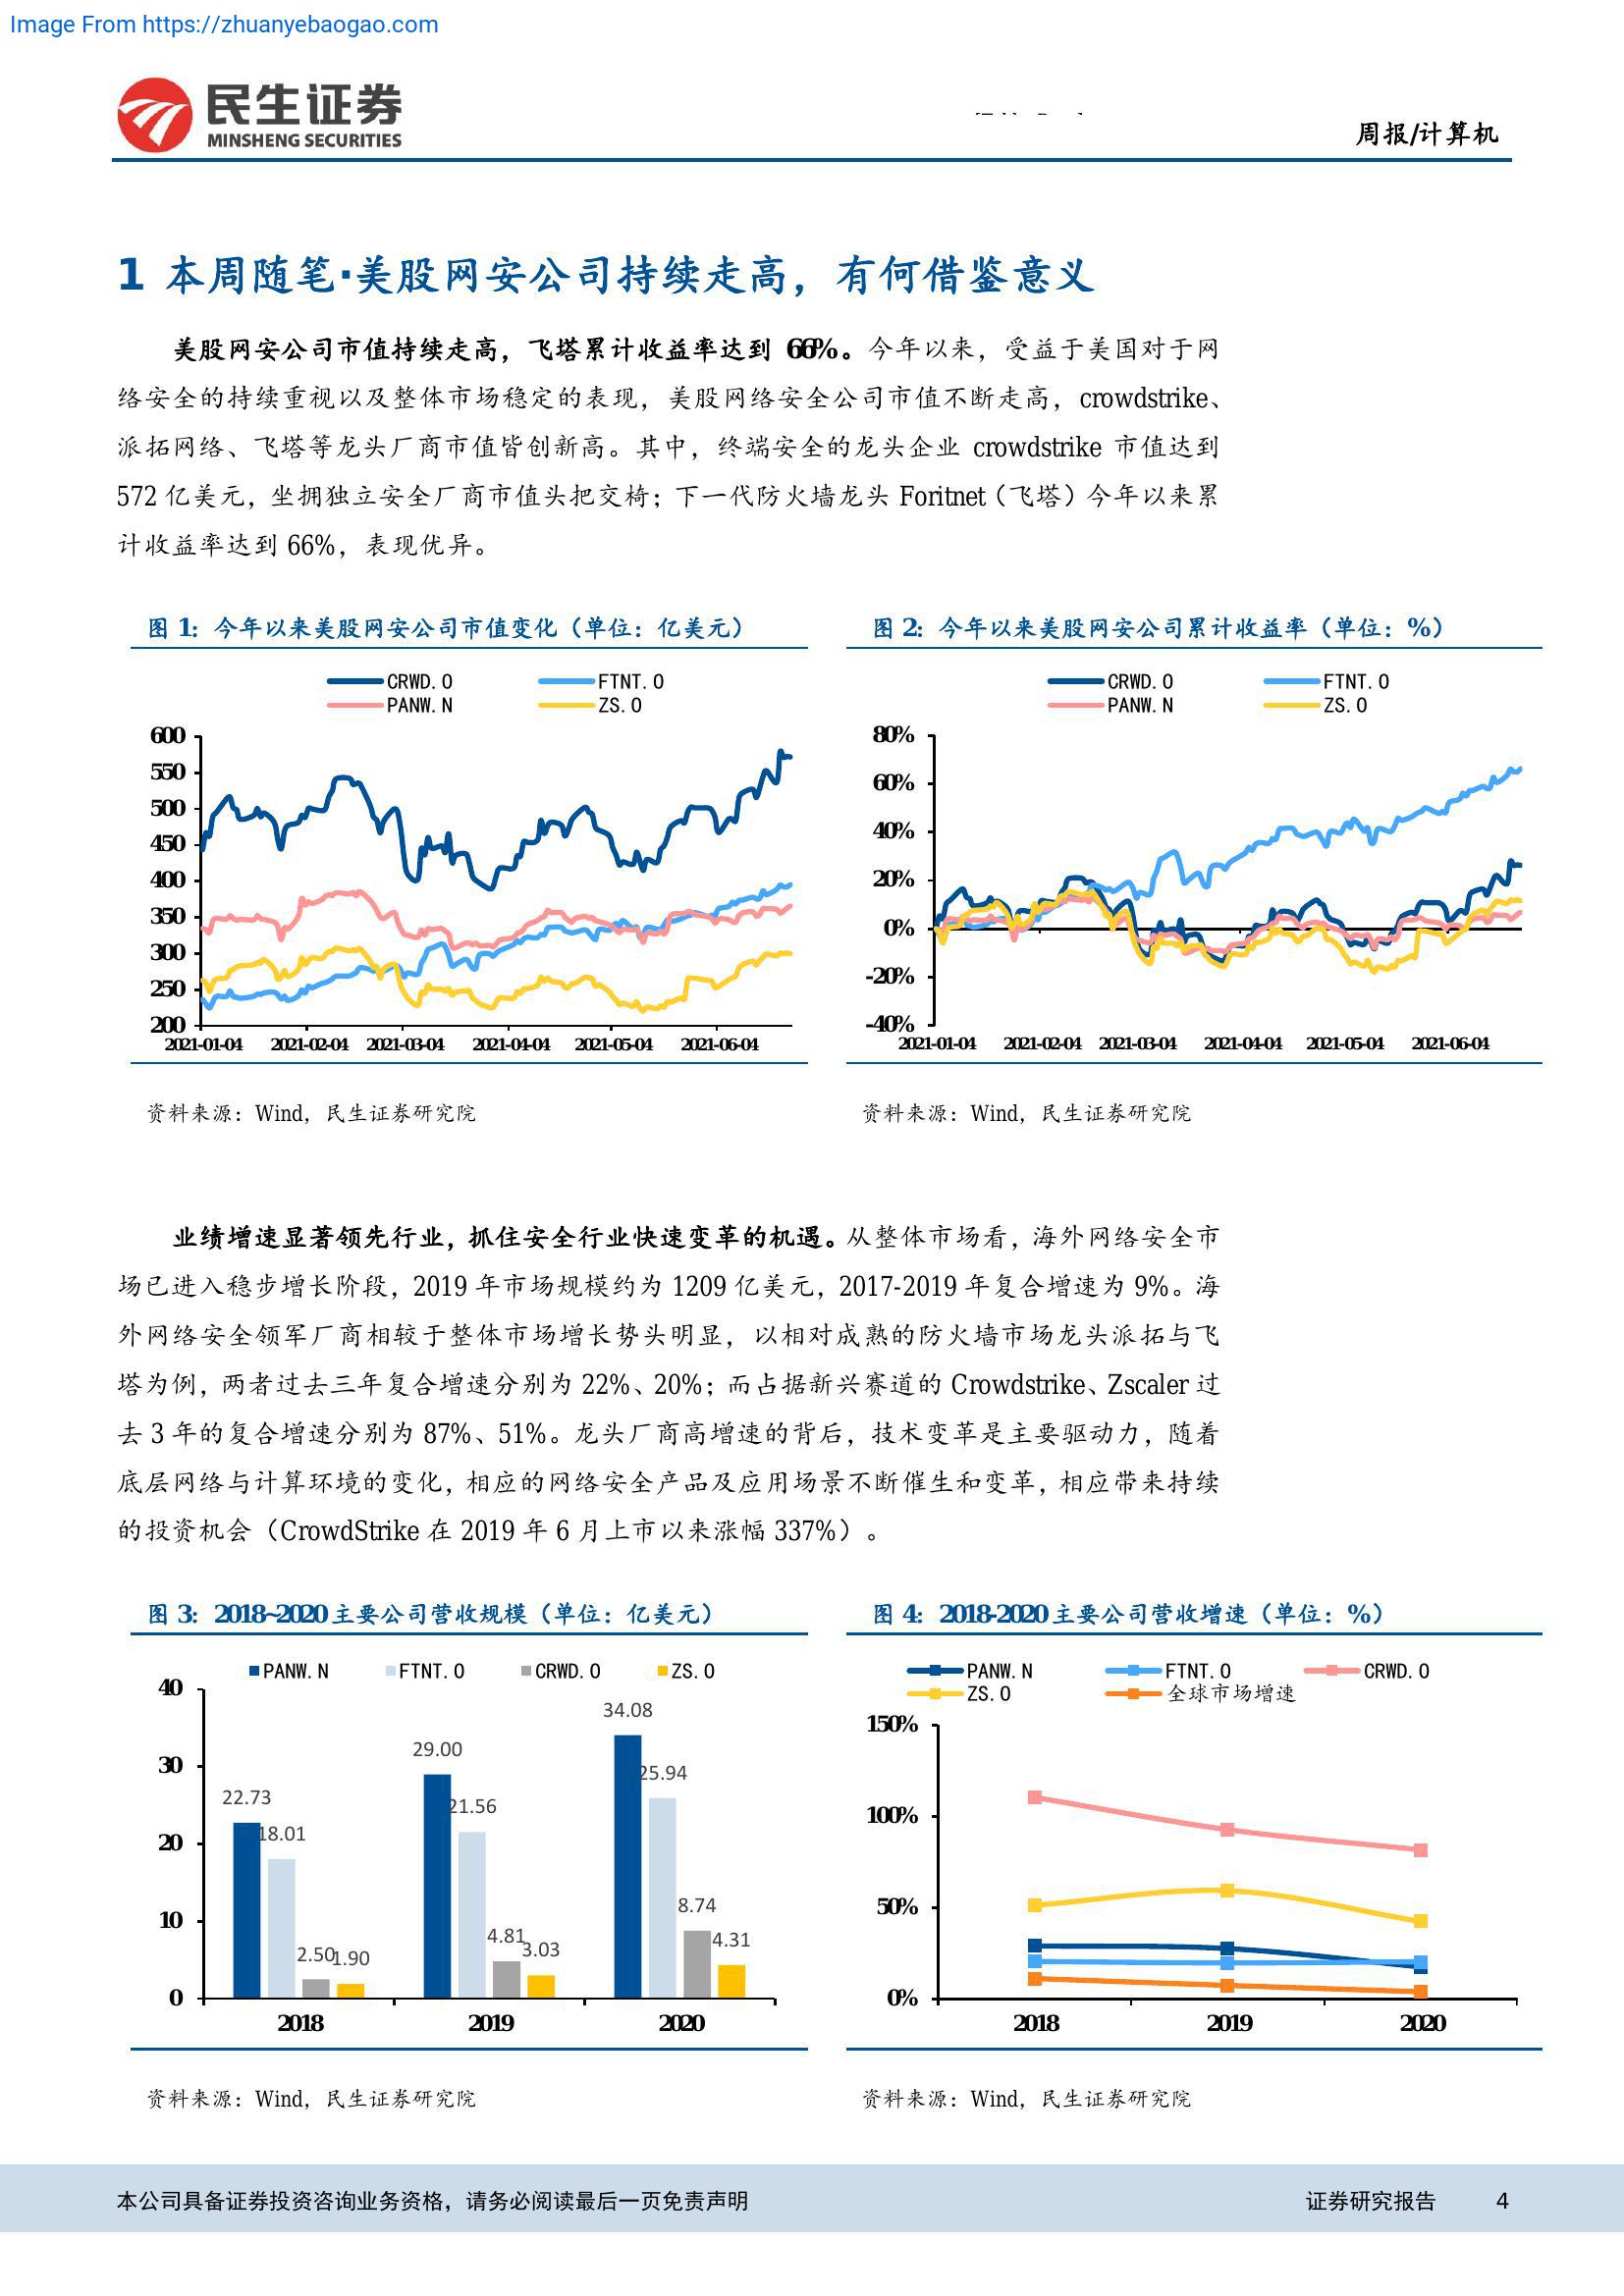 Image From https://zhuanyebaogao.com
民生证券
MINSHENG SECURITIES
周报/计算机
1 本周随笔·美股网安公司持续走高，有何借鉴意义
美股网安公司市值持续走高，飞塔累计收益率达到 66%。今年以来，受益于美国对于网
络安全的持续重视以及整体市场稳定的表现，美股网络安全公司市值不断走高，crowdstrike、
派拓网络、飞塔等龙头厂商市值皆创新高。其中，终端安全的龙头企业 crowdstrike 市值达到
572 亿美元，坐拥独立安全厂商市值头把交椅；下一代防火墙龙头 Foritnet（飞塔）今年以来累
计收益率达到 66%，表现优异。
图 1：今年以来美股网安公司市值变化（单位：亿美元）
CRWD.O
FTNT.O
PANW.N
ZS.O
600
550
500
450
400
350
300
250
200
2021-01-04 2021-02-04 2021-03-04 2021-04-04 2021-05-04 2021-06-04
资料来源：Wind，民生证券研究院
图 2：今年以来美股网安公司累计收益率（单位：%）
CRWD.O
FTNT.O
PANW.N
ZS.O
80%
60%
40%
20%
0%
-20%
-40%
2021-01-04 2021-02-04 2021-03-04 2021-04-04 2021-05-04 2021-06-04
资料来源：Wind，民生证券研究院
业绩增速显著领先行业，抓住安全行业快速变革的机遇。从整体市场看，海外网络安全市
场已进入稳步增长阶段，2019 年市场规模约为 1209 亿美元，2017-2019 年复合增速为 9%。海
外网络安全领军厂商相较于整体市场增长势头明显，以相对成熟的防火墙市场龙头派拓与飞
塔为例，两者过去三年复合增速分别为 22%、20%；而占据新兴赛道的 Crowdstrike、Zscaler 过
去 3 年的复合增速分别为 87%、51%。龙头厂商高增速的背后，技术变革是主要驱动力，随着
底层网络与计算环境的变化，相应的网络安全产品及应用场景不断催生和变革，相应带来持续
的投资机会（CrowdStrike 在 2019 年 6 月上市以来涨幅 337%）。
图 3：2018~2020 主要公司营收规模（单位：亿美元）
PANW.N
FTNT.O
CRWD.O
ZS.O
40
30
20
10
0
22.73
18.01
2.50
1.90
29.00
21.56
4.81
3.03
34.08
25.94
8.74
4.31
2018 2019 2020
资料来源：Wind，民生证券研究院
图 4：2018-2020 主要公司营收增速（单位：%）
PANW.N
FTNT.O
CRWD.O
ZS.O
全球市场增速
150%
100%
50%
0%
2018 2019 2020
资料来源：Wind，民生证券研究院
本公司具备证券投资咨询业务资格，请务必阅读最后一页免责声明
证券研究报告 4